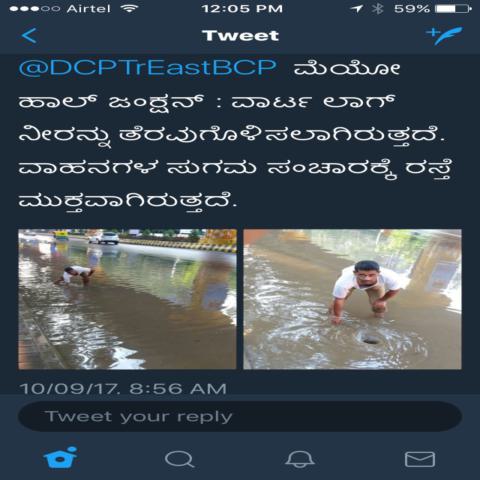 Airtel 12:05 PM 59%
Tweet
@DCPTrEastBCP ಮೆಯೋ
ಹಾಲ್ ಜಂಕ್ಷನ್ : ವಾರ್ಟ ಲಾಗ್
ನೀರನ್ನು ತೆರವುಗೊಳಿಸಲಾಗಿರುತ್ತದೆ.
ವಾಹನಗಳ ಸುಗಮ ಸಂಚಾರಕ್ಕೆ ರಸ್ತೆ
ಮುಕ್ತವಾಗಿರುತ್ತದೆ.
10/09/17, 8:56 AM
Tweet your reply